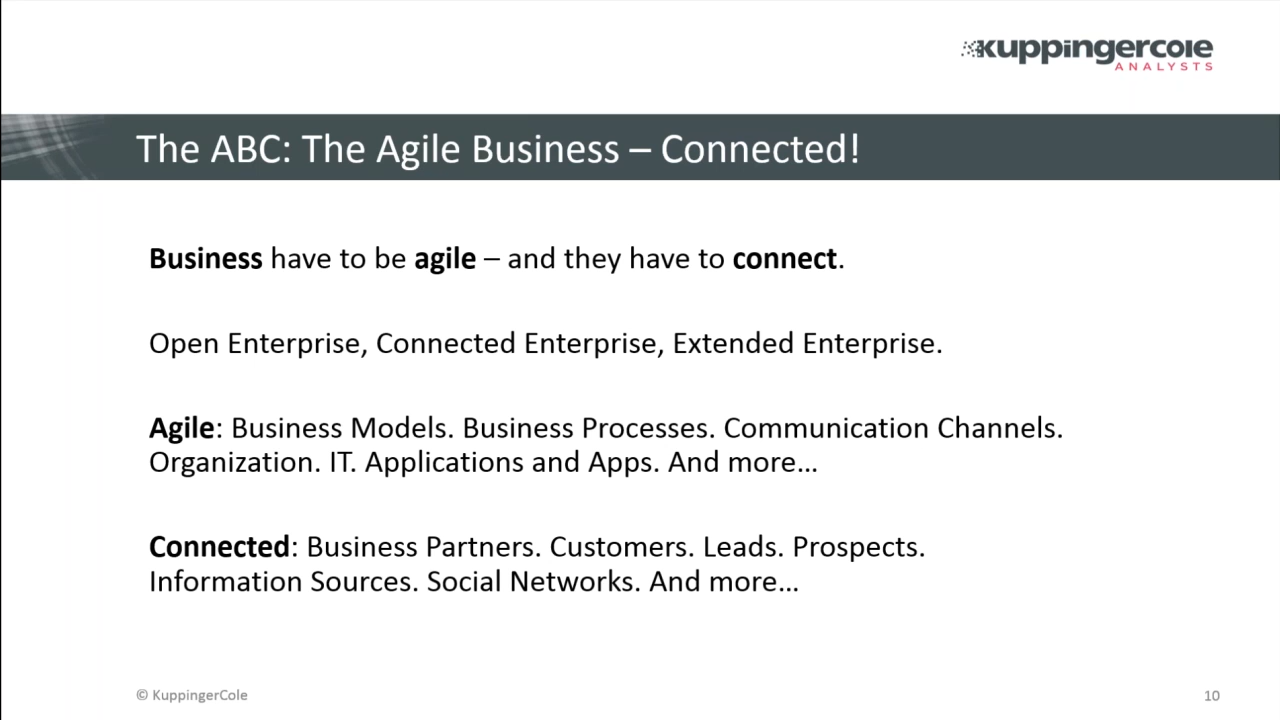 kuppingercole
ANALYSTS
The ABC: The Agile Business – Connected!
Business have to be agile – and they have to connect.
Open Enterprise, Connected Enterprise, Extended Enterprise.
Agile: Business Models. Business Processes. Communication Channels.
Organization. IT. Applications and Apps. And more…
Connected: Business Partners. Customers. Leads. Prospects.
Information Sources. Social Networks. And more…
© KuppingerCole
10